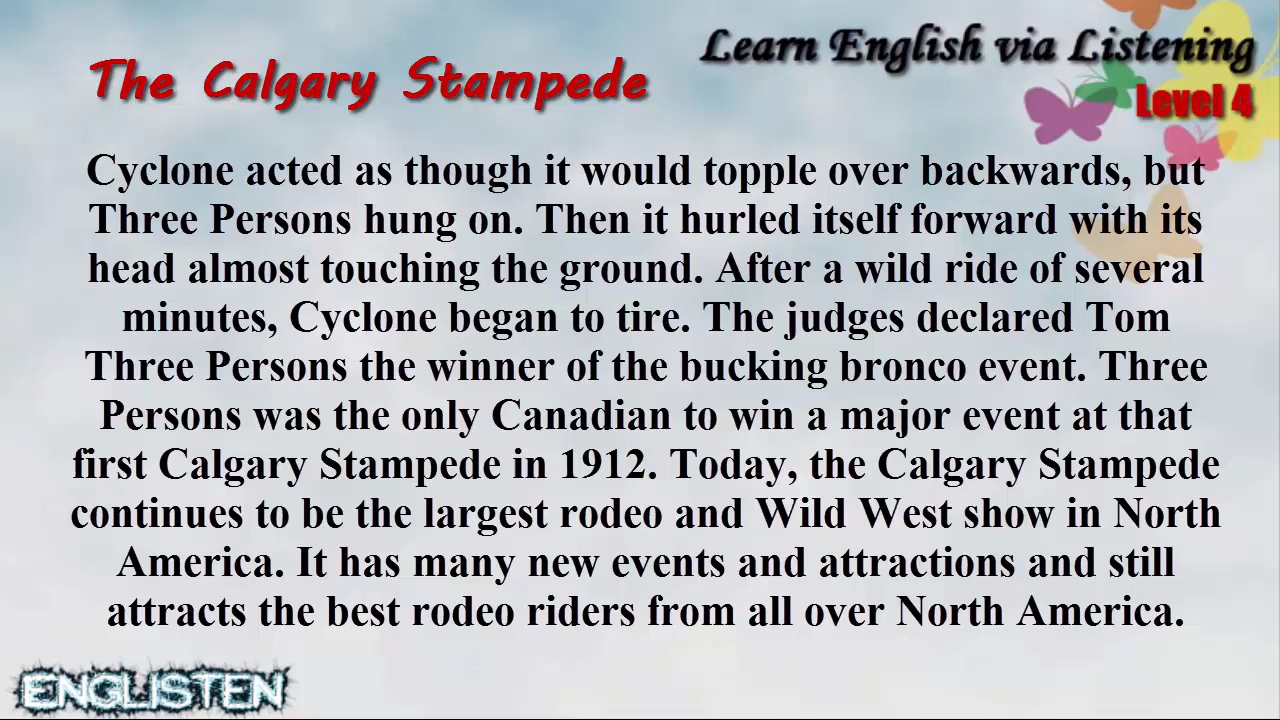 Learn English via Listening
The Calgary Stampede
Level 4
Cyclone acted as though it would topple over backwards, but
Three Persons hung on. Then it hurled itself forward with its
head almost touching the ground. After a wild ride of several
minutes, Cyclone began to tire. The judges declared Tom
Three Persons the winner of the bucking bronco event. Three
Persons was the only Canadian to win a major event at that
first Calgary Stampede in 1912. Today, the Calgary Stampede
continues to be the largest rodeo and Wild West show in North
America. It has many new events and attractions and still
attracts the best rodeo riders from all over North America.
ENGLISTEN